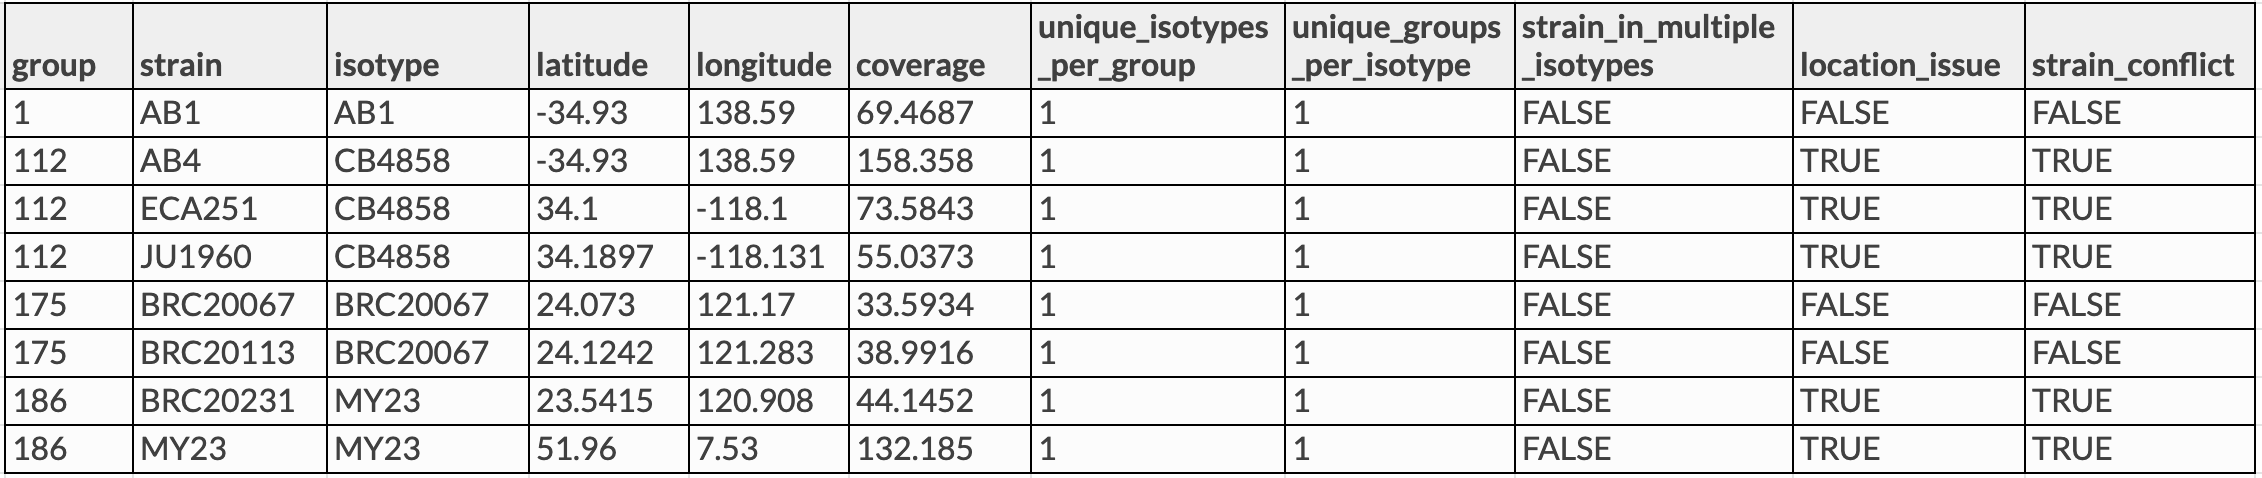 group strain isotype latitude longitude coverage unique_isotypes_per_group unique_groups_per_isotype strain_in_multiple_isotypes location_issue strain_conflict
1 AB1 AB1 -34.93 138.59 69.4687 1 1 FALSE FALSE FALSE
112 AB4 CB4858 -34.93 138.59 158.358 1 1 FALSE TRUE TRUE
112 ECA251 CB4858 34.1 -118.1 73.5843 1 1 FALSE TRUE TRUE
112 JU1960 CB4858 34.1897 -118.131 55.0373 1 1 FALSE TRUE TRUE
175 BRC20067 BRC20067 24.073 121.17 33.5934 1 1 FALSE FALSE FALSE
175 BRC20113 BRC20067 24.1242 121.283 38.9916 1 1 FALSE FALSE FALSE
186 BRC20231 MY23 23.5415 120.908 44.1452 1 1 FALSE TRUE TRUE
186 MY23 MY23 51.96 7.53 132.185 1 1 FALSE TRUE TRUE